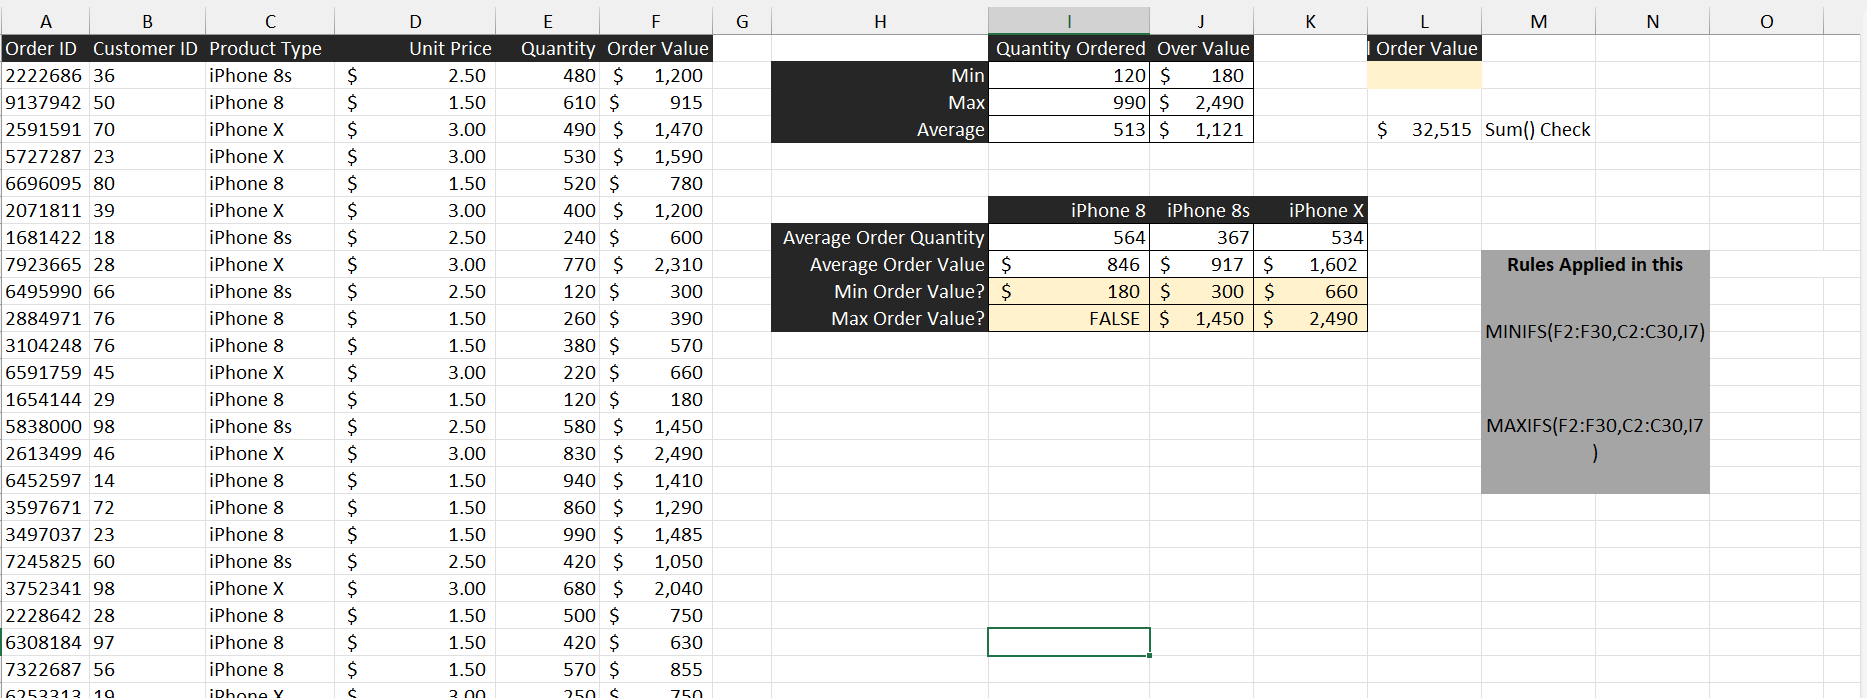 A B C D E F G H I J K L M N O
Order ID Customer ID Product Type Unit Price Quantity Order Value Quantity Ordered Over Value Order Value
2222686 36 iPhone 8s $ 2.50 480 $ 1,200 Min 120 $ 180
9137942 50 iPhone 8 $ 1.50 610 $ 915 Max 990 $ 2,490
2591591 70 iPhone X $ 3.00 490 $ 1,470 Average 513 $ 1,121 $ 32,515 Sum() Check
5727287 23 iPhone X $ 3.00 530 $ 1,590
6696095 80 iPhone 8 $ 1.50 520 $ 780
2071811 39 iPhone X $ 3.00 400 $ 1,200 iPhone 8 iPhone 8s iPhone X
1681422 18 iPhone 8s $ 2.50 240 $ 600 Average Order Quantity 564 367 534
7923665 28 iPhone X $ 3.00 770 $ 2,310 Average Order Value $ 846 $ 917 $ 1,602 Rules Applied in this
6495990 66 iPhone 8s $ 2.50 120 $ 300 Min Order Value? $ 180 $ 300 $ 660
2884971 76 iPhone 8 $ 1.50 260 $ 390 Max Order Value? FALSE $ 1,450 $ 2,490
MINIFS(F2:F30,C2:C30,I7)
3104248 76 iPhone 8 $ 1.50 380 $ 570
6591759 45 iPhone X $ 3.00 220 $ 660
1654144 29 iPhone 8 $ 1.50 120 $ 180
5838000 98 iPhone 8s $ 2.50 580 $ 1,450 MAXIFS(F2:F30,C2:C30,I7
2613499 46 iPhone X $ 3.00 830 $ 2,490 )
6452597 14 iPhone 8 $ 1.50 940 $ 1,410
3597671 72 iPhone 8 $ 1.50 860 $ 1,290
3497037 23 iPhone 8 $ 1.50 990 $ 1,485
7245825 60 iPhone 8s $ 2.50 420 $ 1,050
3752341 98 iPhone X $ 3.00 680 $ 2,040
2228642 28 iPhone 8 $ 1.50 500 $ 750
6308184 97 iPhone 8 $ 1.50 420 $ 630
7322687 56 iPhone 8 $ 1.50 570 $ 855
6253313 19 iPhone X $ 3.00 250 $ 750